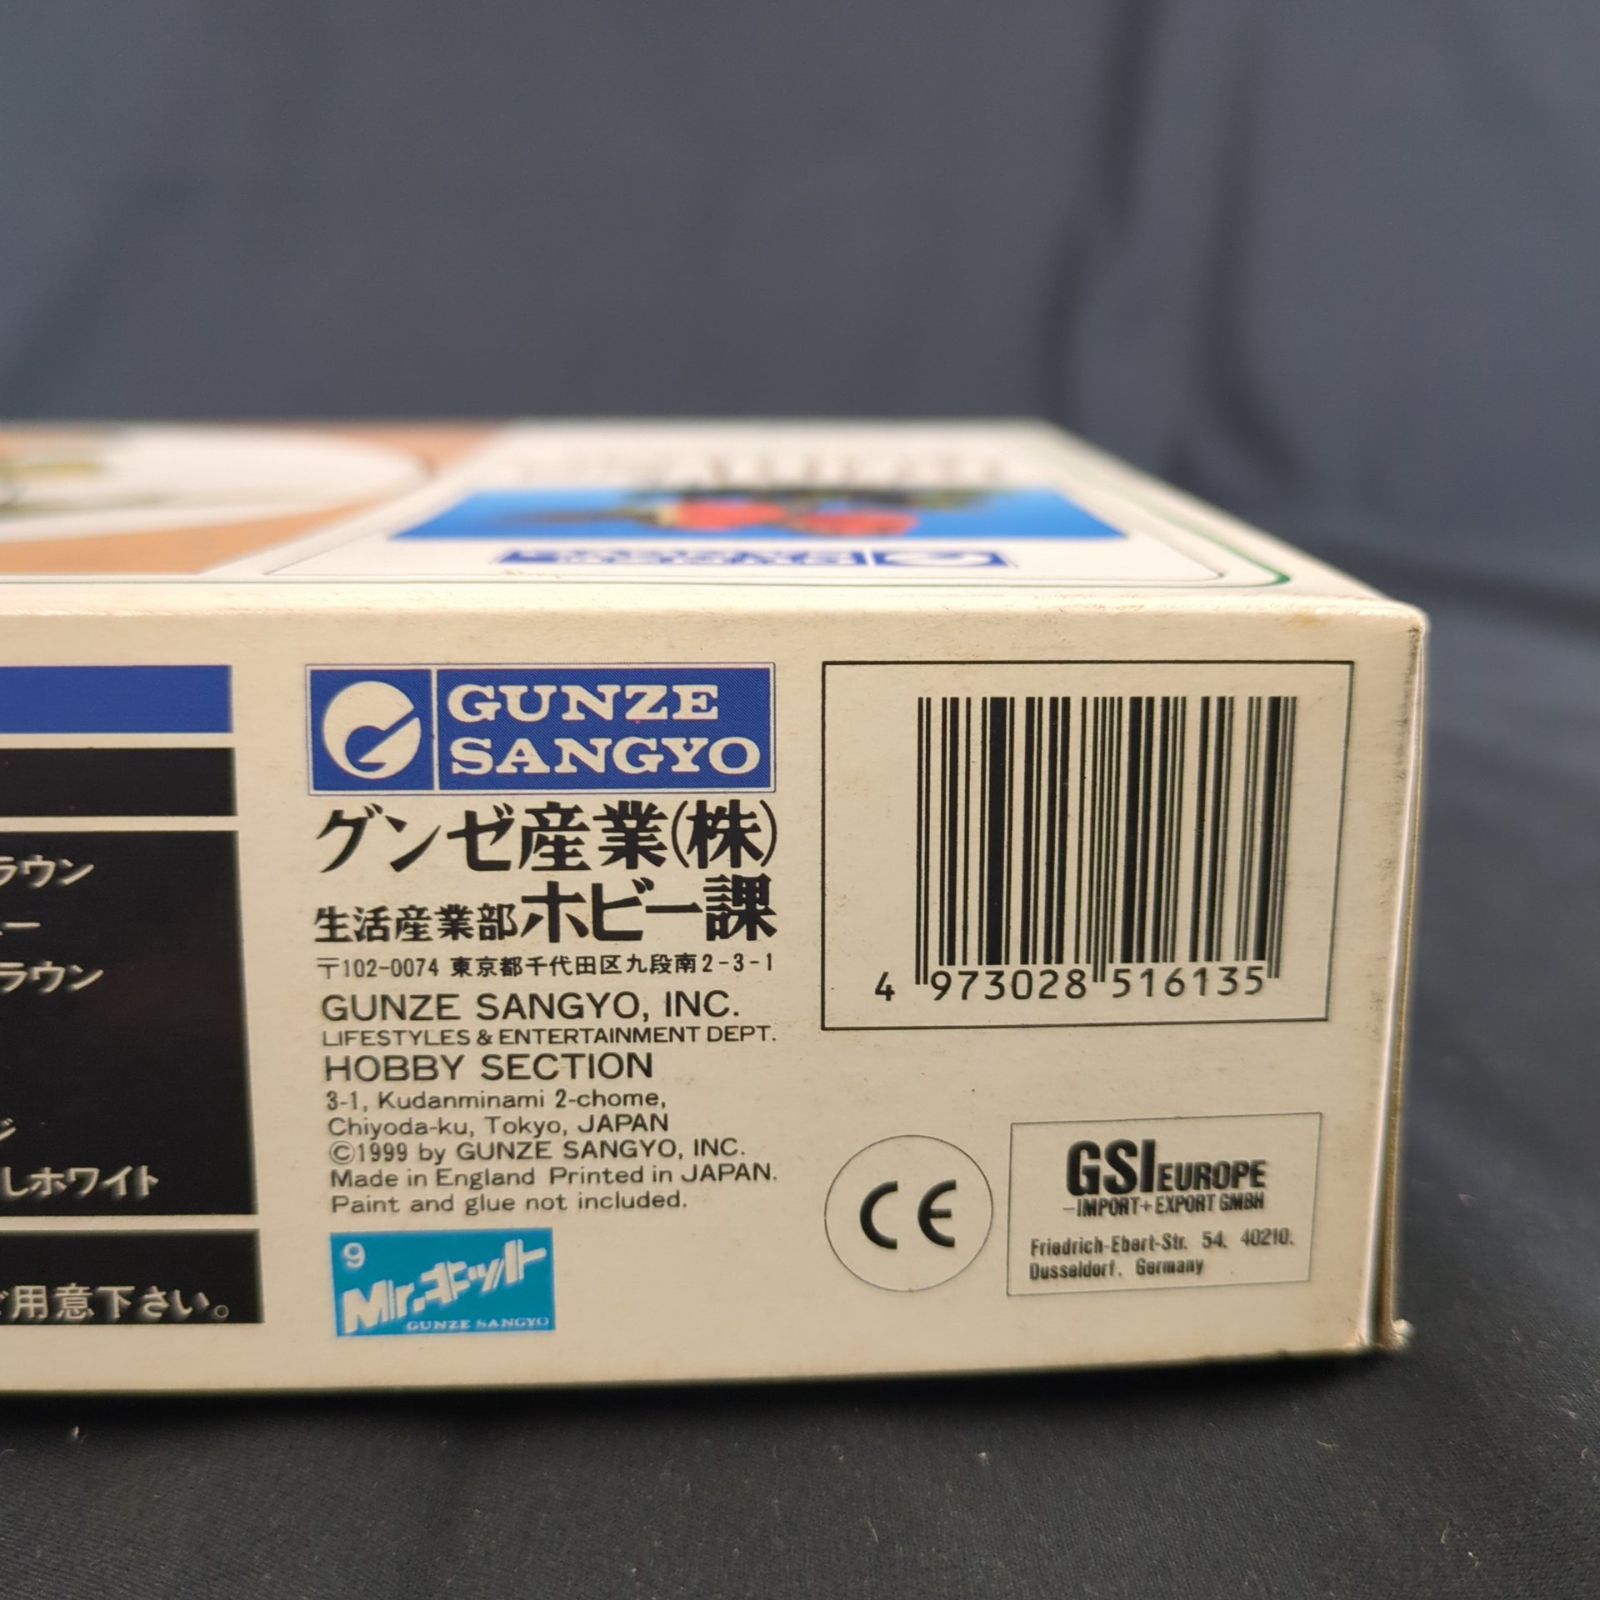 ラウン
ラウン
しホワイト
用意下さい。
GUNZE
SANGYO
グンゼ産業(株)
生活産業部ホビー課
〒102-0074 東京都千代田区九段南2-3-1
GUNZE SANGYO, INC.
LIFESTYLES & ENTERTAINMENT DEPT.
HOBBY SECTION
3-1, Kudanminami 2-chome,
Chiyoda-ku, Tokyo, JAPAN
©1999 by GUNZE SANGYO, INC.
Made in England Printed in JAPAN.
Paint and glue not included.
9
Mr.キット
GUNZE SANGYO
4 973028 516135
CE
GSI EUROPE
-IMPORT+EXPORT GMBH
Friedrich-Ebert-Str. 54. 40210.
Dusseldorf. Germany